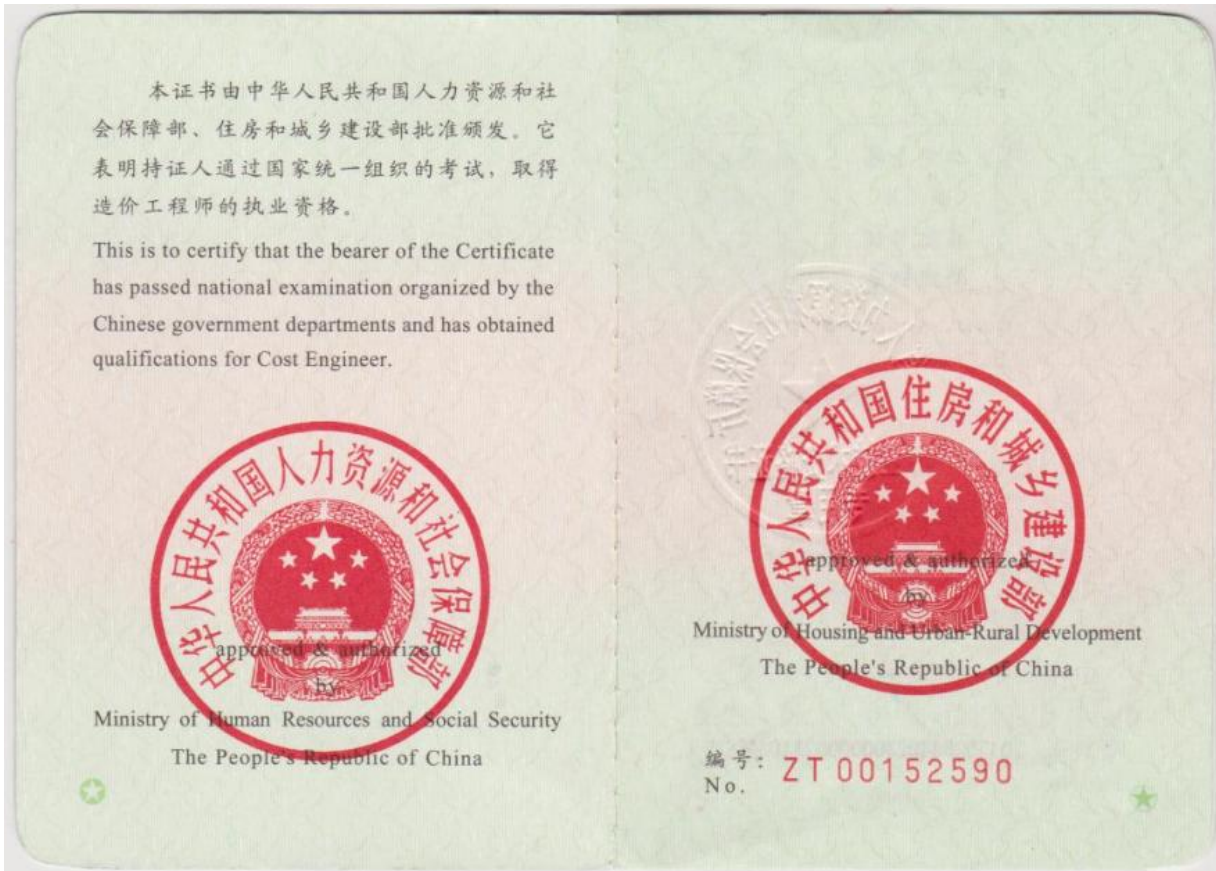 本证书由中华人民共和国人力资源和社
会保障部、住房和城乡建设部批准颁发。它
表明持证人通过国家统一组织的考试，取得
造价工程师的执业资格。
This is to certify that the bearer of the Certificate
has passed national examination organized by the
Chinese government departments and has obtained
qualifications for Cost Engineer.
中华人民共和国人力资源和社会保障部
approved & authorized
by
Ministry of Human Resources and Social Security
The People's Republic of China
中华人民共和国住房和城乡建设部
approved & authorized
by
Ministry of Housing and Urban-Rural Development
The People's Republic of China
编号: ZT 00152590
No.